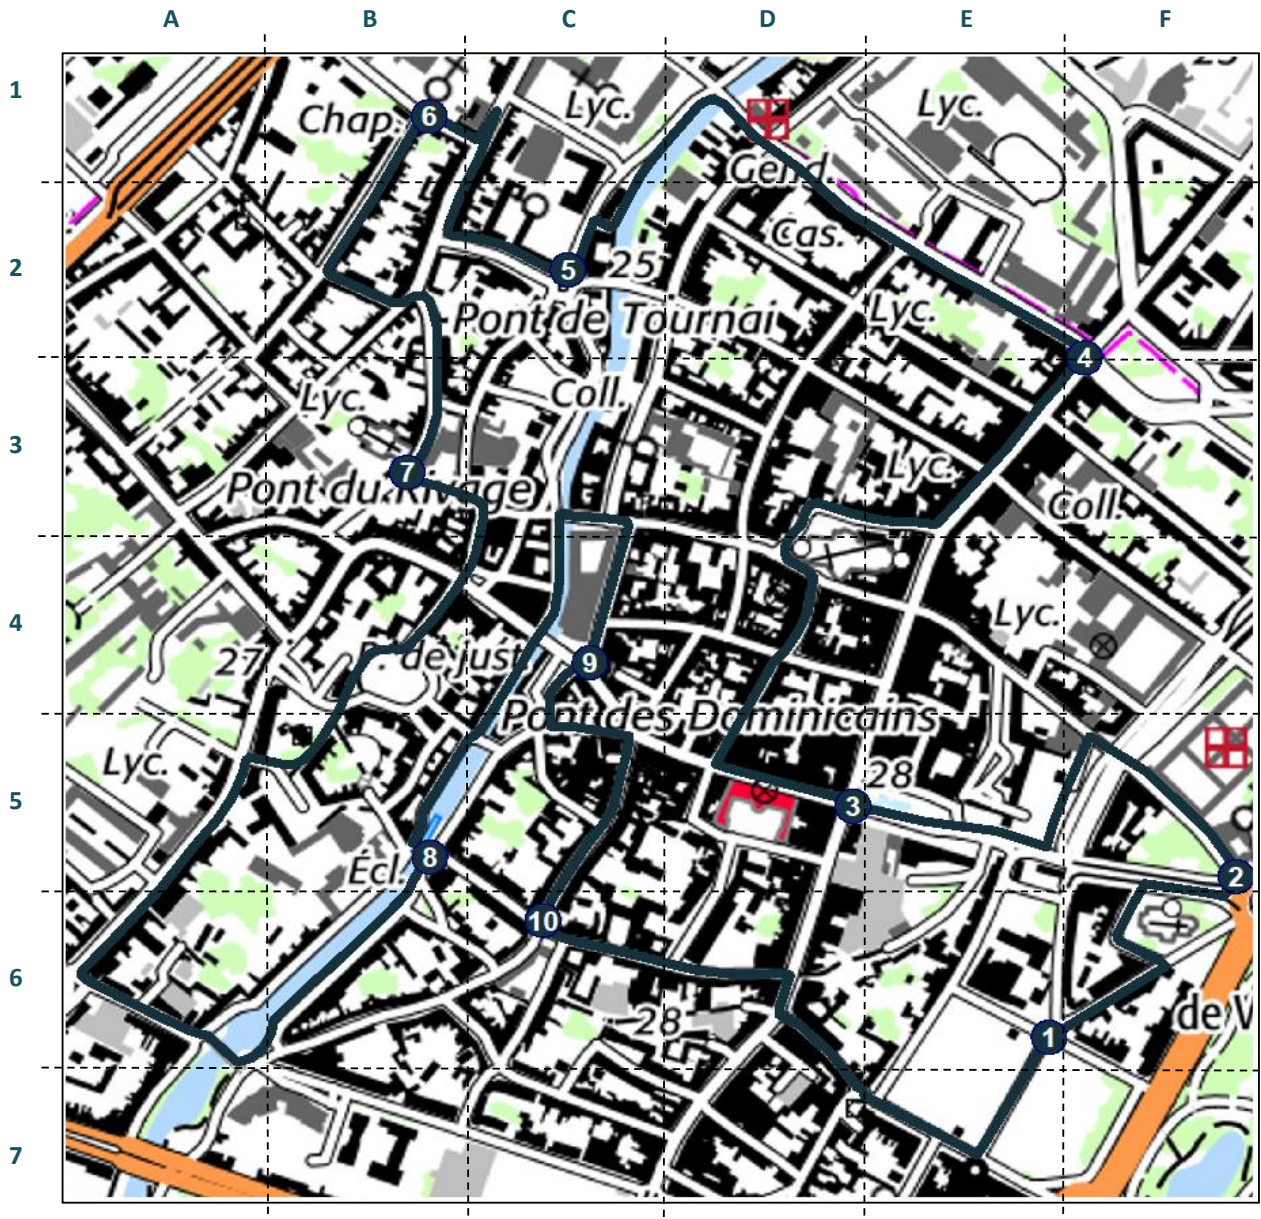 A B C D E F
1
23
Chap.
6
Lyc.
Lyc.
Gend.
2
Cas.
5
25
Lyc.
Pont de Tournai
4
Lyc.
Coll.
3
7
Lyc.
Pont du Rivage
Coll.
4
Lyc.
27
P. de just.
9
Pont des Dominicains
Lyc.
28
5
3
Écl.
8
2
10
6
28
de V
1
7